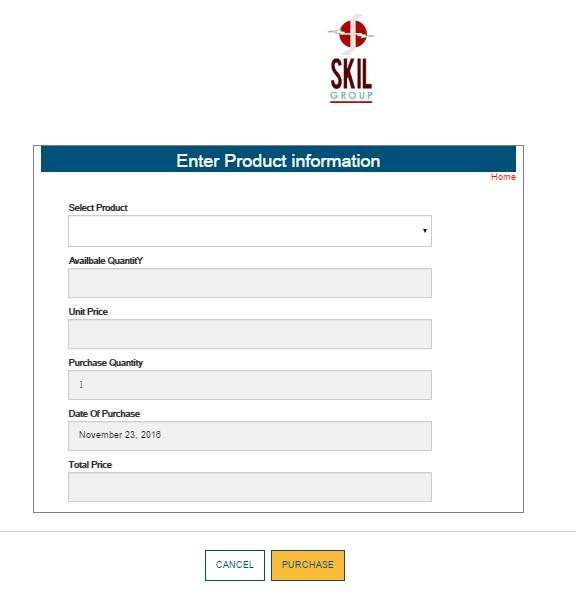 SKIL
GROUP
Enter Product information
Home
Select Product
Availbale QuantitY
Unit Price
Purchase Quantity
1
Date Of Purchase
November 23, 2016
Total Price
CANCEL
PURCHASE